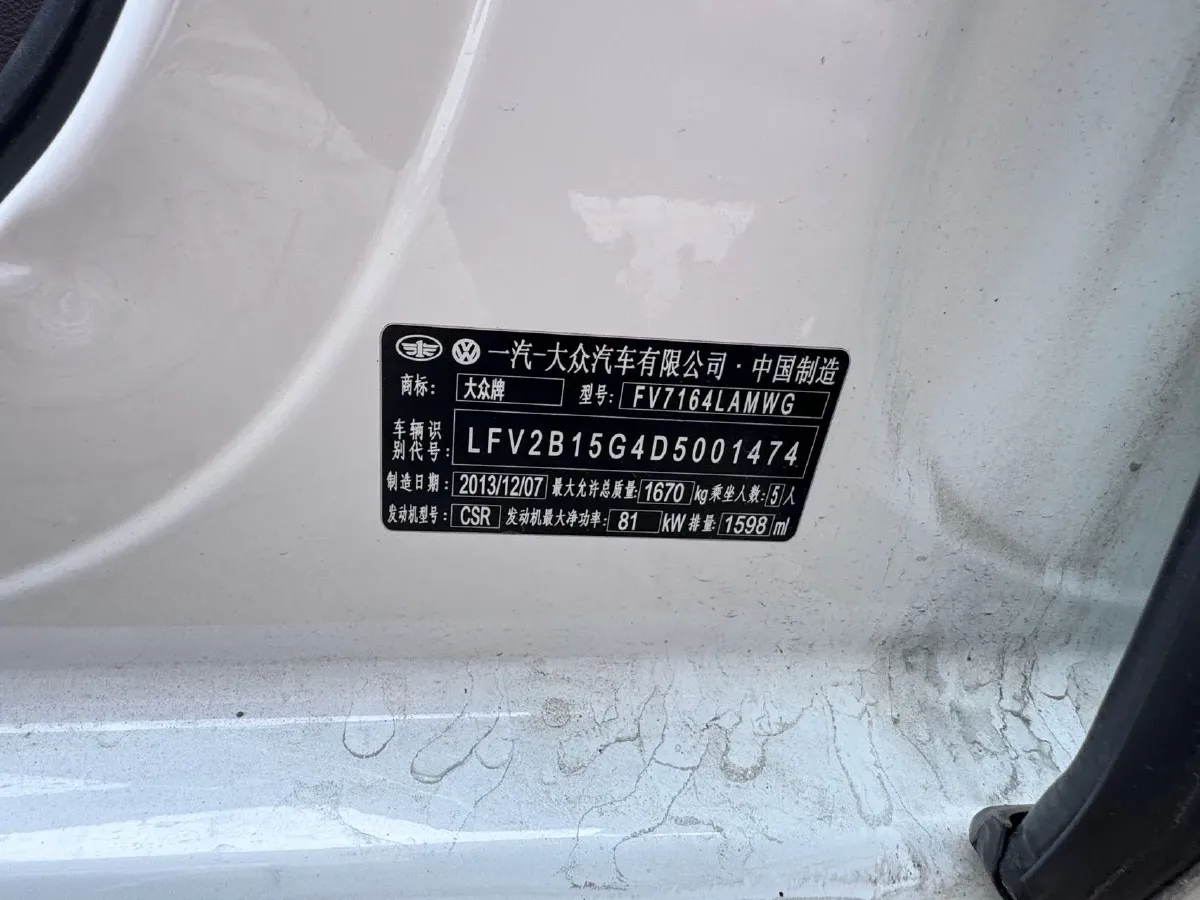 一汽-大众汽车有限公司·中国制造
商标: 大众牌 型号: FV7164LAMWG
车辆识别代号: LFV2B15G4D5001474
制造日期: 2013/12/07 最大允许总质量: 1670 kg 乘坐人数: 5 人
发动机型号: CSR 发动机最大净功率: 81 kW 排量: 1598 ml